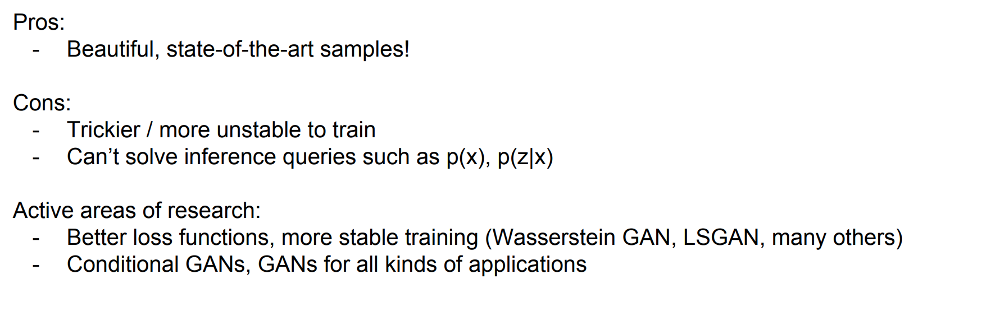 Pros:
- Beautiful, state-of-the-art samples!
Cons:
- Trickier / more unstable to train
- Can’t solve inference queries such as p(x), p(z|x)
Active areas of research:
- Better loss functions, more stable training (Wasserstein GAN, LSGAN, many others)
- Conditional GANs, GANs for all kinds of applications